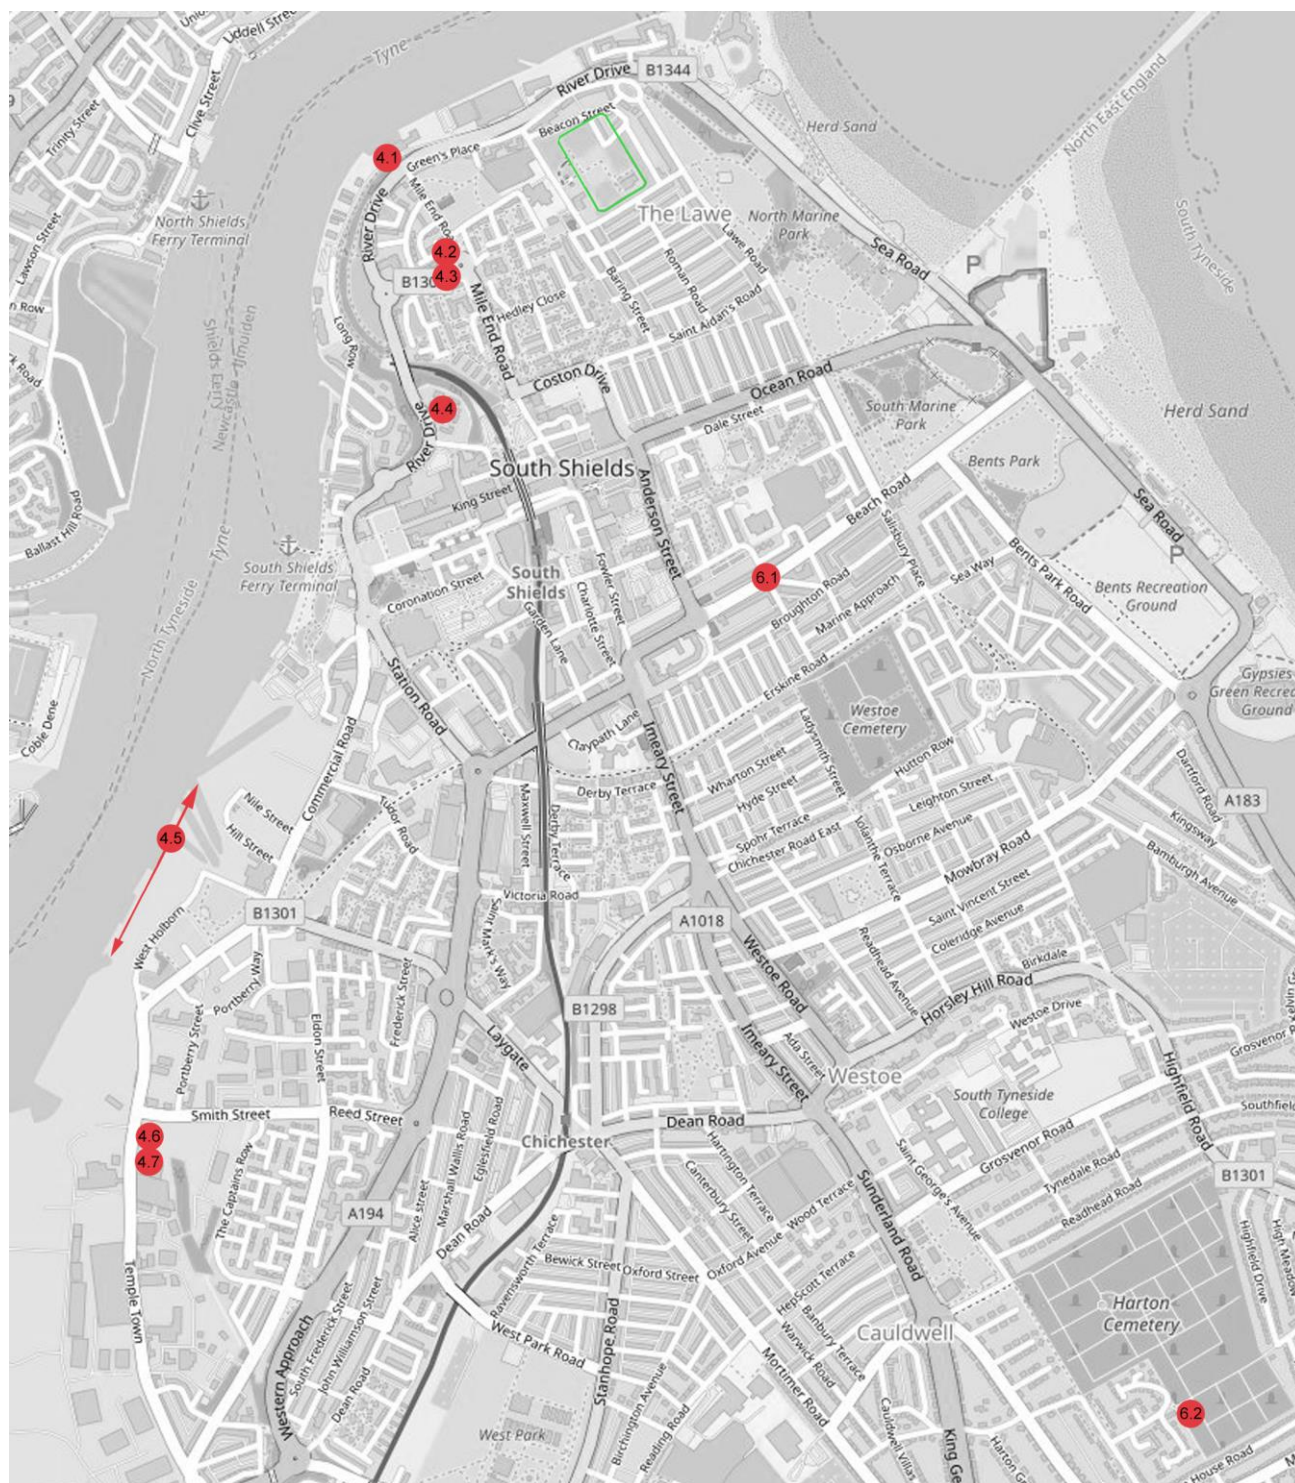 Uddell Street
Tyne
Clive Street
Trinity Street
River Drive
B1344
Beacon Street
Green's Place
Herd Sand
North East England
South Tyneside
4.1
North Shields
Ferry Terminal
Lawson Street
River Drive
Mile End Road
The Lawe
North Marine
Park
Lawe Road
Sea Road
P
4.2
4.3
Hedley Close
Baring Street
Roman Road
Saint Aidan's Road
Mile End Road
Long Row
Shields Ferry
Newcastle - IJmuiden
Coston Drive
Ocean Road
Dale Street
South Marine
Park
Herd Sand
4.4
River Drive
South Shields
King Street
Anderson Street
Beach Road
Bents Park
Sea Road
P
Ballast Hill Road
Tyne
South Shields
Ferry Terminal
Coronation Street
P
South
Shields
Fowler Street
Charlotte Street
Garden Lane
6.1
Salisbury Place
Sea Way
Bents Park Road
Bents Recreation
Ground
Broughton Road
Marine Approach
Erskine Road
North Tyneside
Coble Dene
Station Road
Commercial Road
Claypath Lane
Westoe
Cemetery
Ladysmith Street
Hutton Row
Imeary Street
Wharton Street
Hyde Street
Leighton Street
Dartford Road
Kingsway
A183
4.5
Nile Street
Hill Street
Tudor Road
Maxwell Street
Derby Terrace
Derby Terrace
Spohr Terrace
Chichester Road East
Iolanthe Terrace
Osborne Avenue
Mowbray Road
Bamburgh Avenue
West Holborn
B1301
Victoria Road
Saint Mark's Way
A1018
Saint Vincent Street
Coleridge Avenue
Readhead Avenue
Westoe Road
Birkdale
Horsley Hill Road
Westoe Drive
Portberry Way
Portberry Street
Eldon Street
Frederick Street
B1298
Laygate
Imeary Street
Ada Street
Westoe
South Tyneside
College
Highfield Road
Smith Street
Reed Street
Chichester
Dean Road
Grosvenor Road
4.6
4.7
The Captains Row
Marshall Wallis Road
Eglesfield Road
Alice street
A194
Dean Road
Hartington Terrace
Canterbury Street
Wood Terrace
Saint George's Avenue
Sunderland Road
Tynedale Road
Readhead Road
B1301
Highfield Drive
Temple Town
Ravensworth Terrace
Bewick Street
Oxford Street
Oxford Avenue
HepScott Terrace
Banbury Terrace
Warwick Road
Cauldwell
Harton
Cemetery
South Frederick Street
John Williamson Street
Western Approach
Dean Road
West Park Road
Stanhope Road
Mortimer Road
West Park
Birchington Avenue
Reading Road
6.2